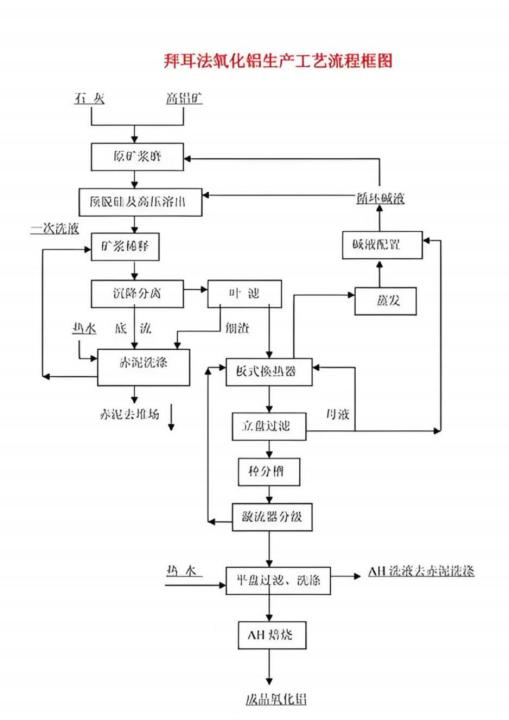 拜耳法氧化铝生产工艺流程框图
石 灰
高铝矿
原矿浆磨
预脱硅及高压溶出
循环碱液
一次洗液
矿浆稀释
碱液配置
沉降分离
叶 滤
蒸发
热水
底 流
细渣
赤泥洗涤
板式换热器
赤泥去堆场
母液
立盘过滤
种分槽
旋流器分级
热 水
平盘过滤、洗涤
AH洗液去赤泥洗涤
AH焙烧
成品氧化铝